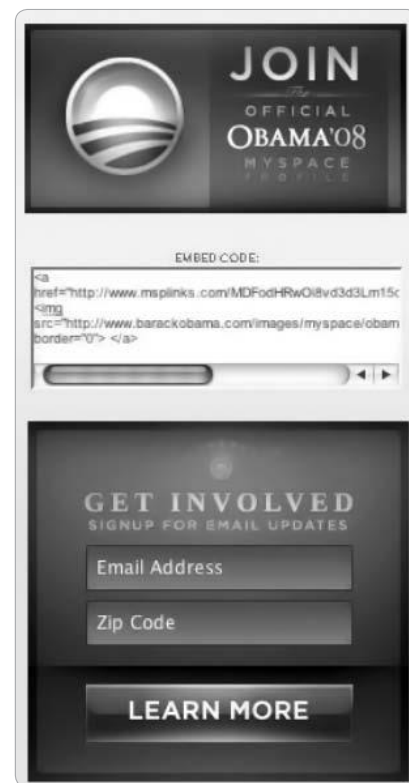 JOIN
The
OFFICIAL
OBAMA'08
MYSPACE
PROFILE
EMBED CODE:
<a
href="http://www.msplinks.com/
<img
src="http://www.barackobama.com/images/myspace/obam
border="0"> </a>
GET INVOLVED
SIGNUP FOR EMAIL UPDATES
Email Address
Zip Code
LEARN MORE